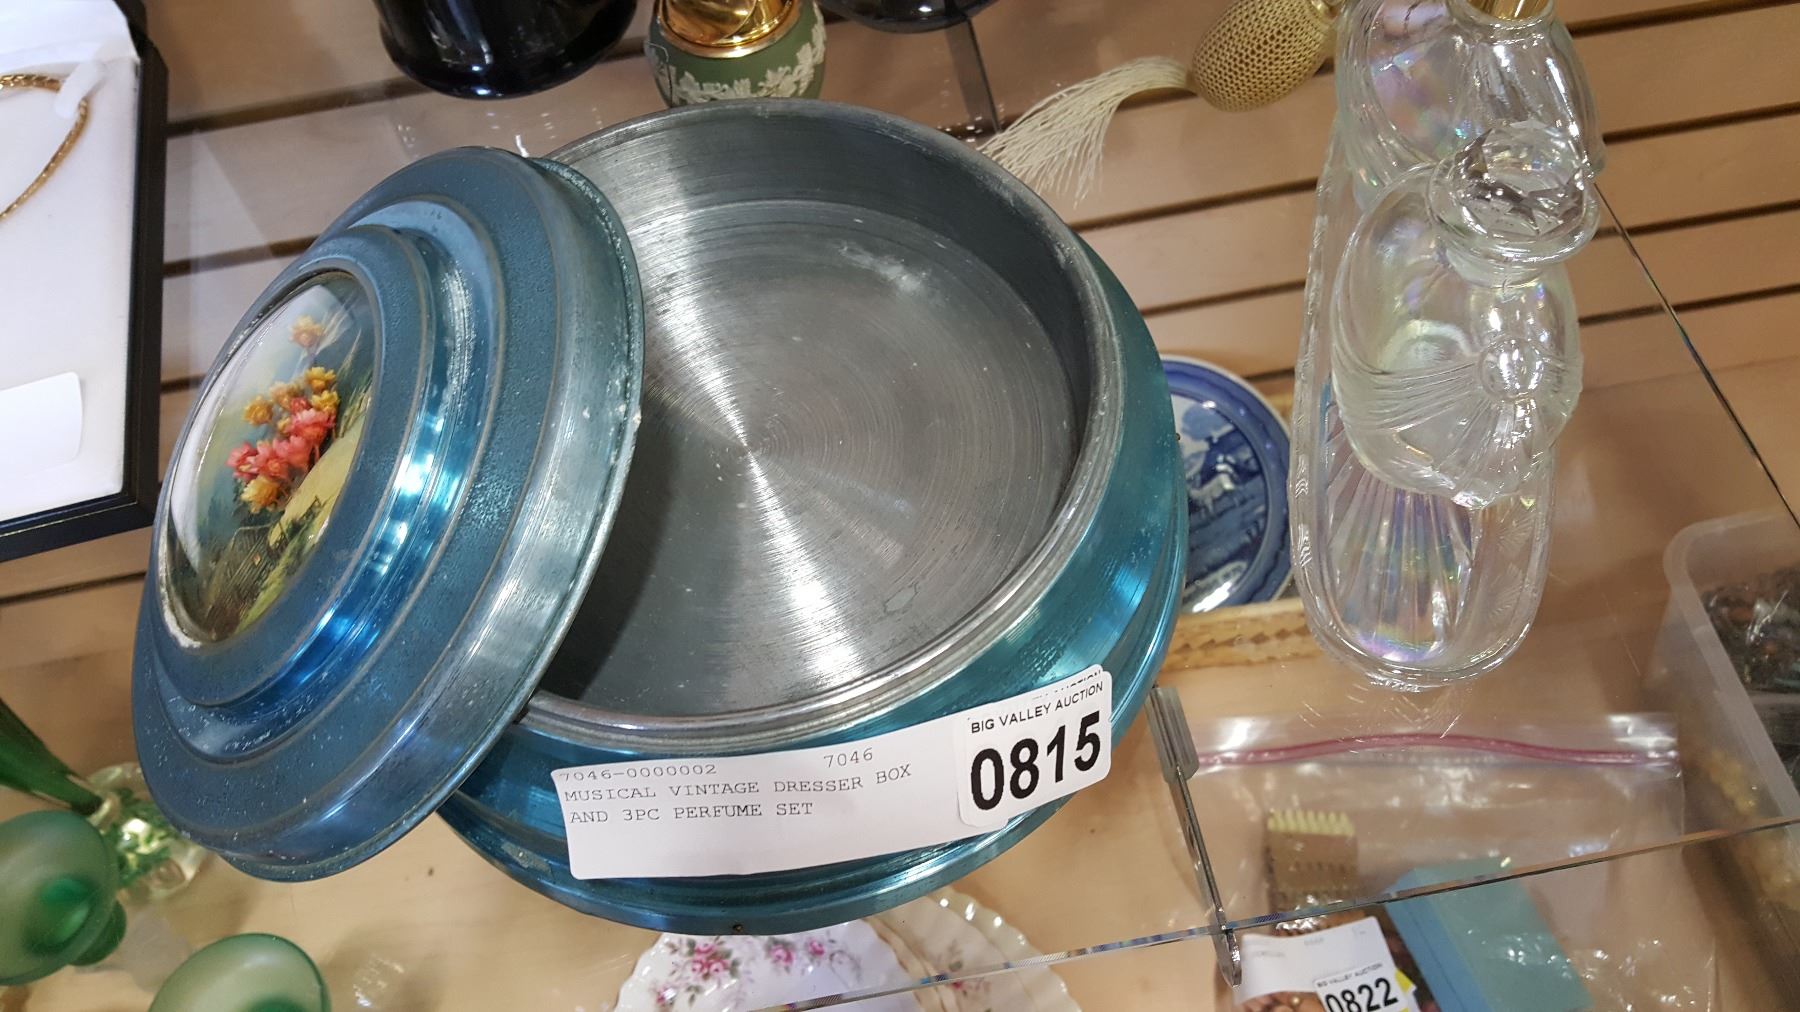 7046-0000002 7046
MUSICAL VINTAGE DRESSER BOX
AND 3PC PERFUME SET
BIG VALLEY AUCTION
0815
BIG VALLEY AUCTION
0822